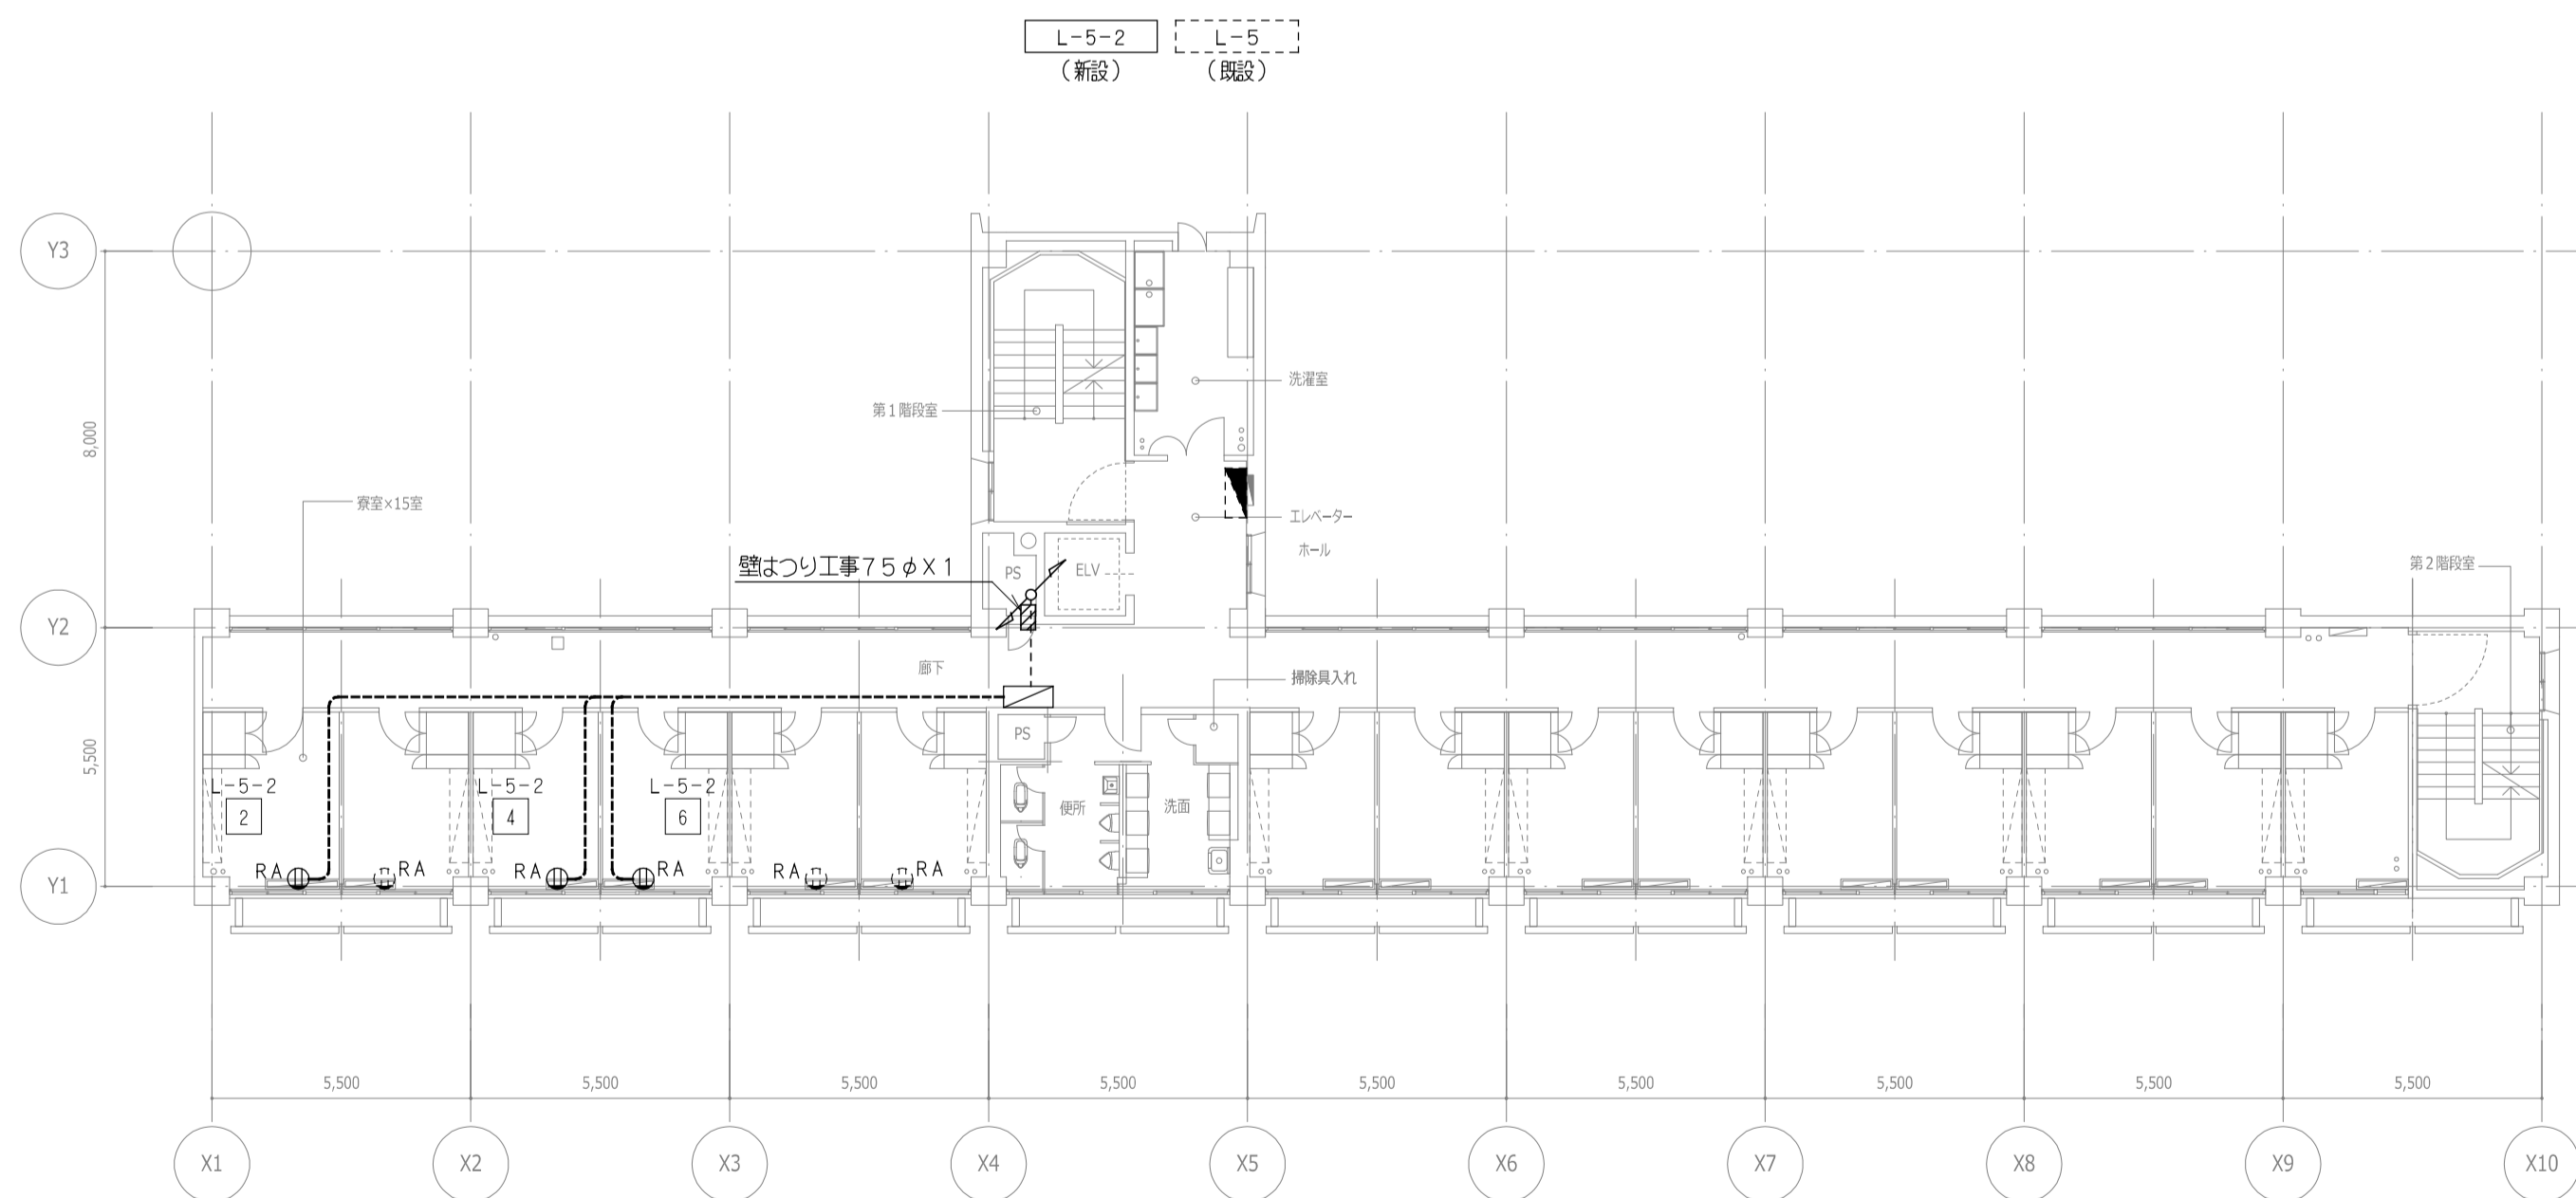 L-5-2
L-5
(新設)
(既設)
Y3
8,000
第1階段室
洗濯室
寮室×15室
エレベーター
ホール
壁はつり工事75φX1
PS
ELV
第2階段室
Y2
廊下
掃除具入れ
PS
5,500
便所
洗面
L-5-2
2
L-5-2
4
L-5-2
6
RA
RA
RA
RA
RA
RA
Y1
5,500
5,500
5,500
5,500
5,500
5,500
5,500
5,500
5,500
X1
X2
X3
X4
X5
X6
X7
X8
X9
X10